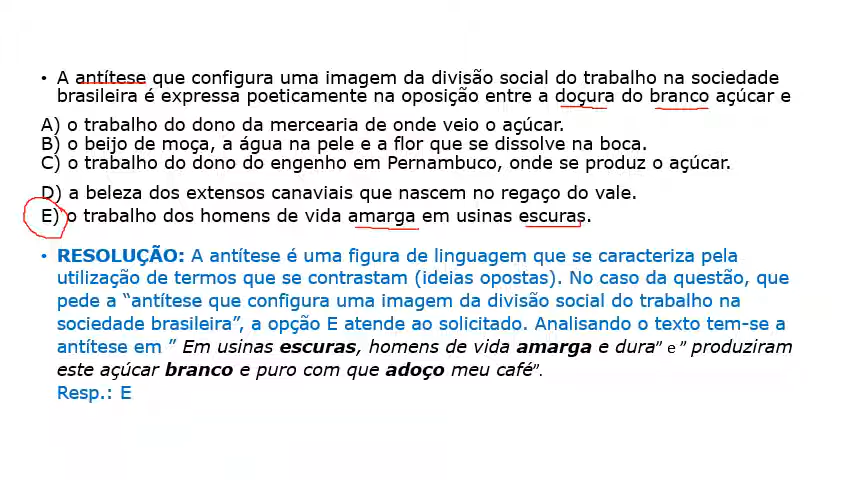 • A antítese que configura uma imagem da divisão social do trabalho na sociedade
brasileira é expressa poeticamente na oposição entre a doçura do branco açúcar e
A) o trabalho do dono da mercearia de onde veio o açúcar.
B) o beijo de moça, a água na pele e a flor que se dissolve na boca.
C) o trabalho do dono do engenho em Pernambuco, onde se produz o açúcar.
D) a beleza dos extensos canaviais que nascem no regaço do vale.
E) o trabalho dos homens de vida amarga em usinas escuras.
• RESOLUÇÃO: A antítese é uma figura de linguagem que se caracteriza pela
utilização de termos que se contrastam (ideias opostas). No caso da questão, que
pede a “antítese que configura uma imagem da divisão social do trabalho na
sociedade brasileira”, a opção E atende ao solicitado. Analisando o texto tem-se a
antítese em ” Em usinas escuras, homens de vida amarga e dura” e ” produziram
este açúcar branco e puro com que adoço meu café”.
Resp.: E